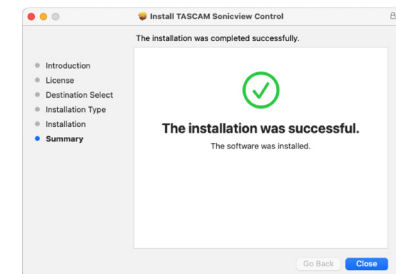 Install TASCAM Sonicview Control
The installation was completed successfully.
Introduction
License
Destination Select
Installation Type
Installation
Summary
The installation was successful.
The software was installed.
Go Back
Close